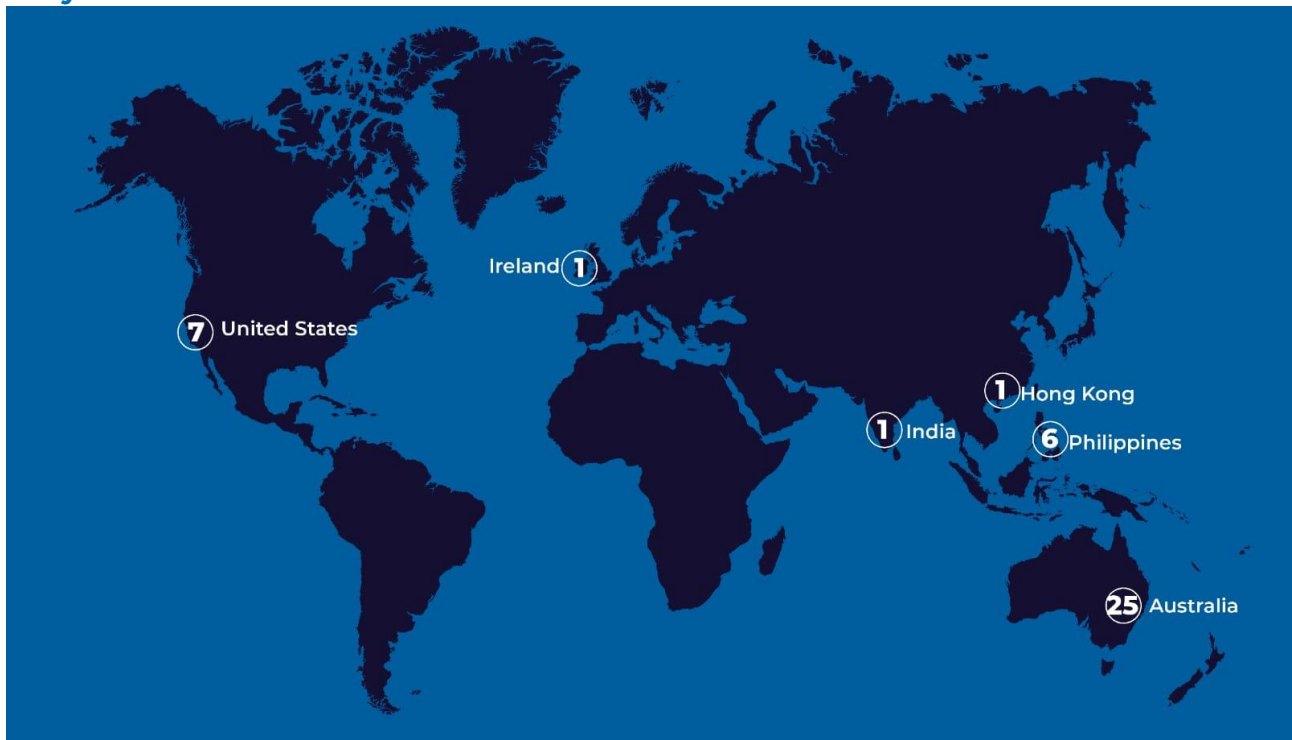 Ireland 1
7 United States
1 Hong Kong
1 India
6 Philippines
25 Australia